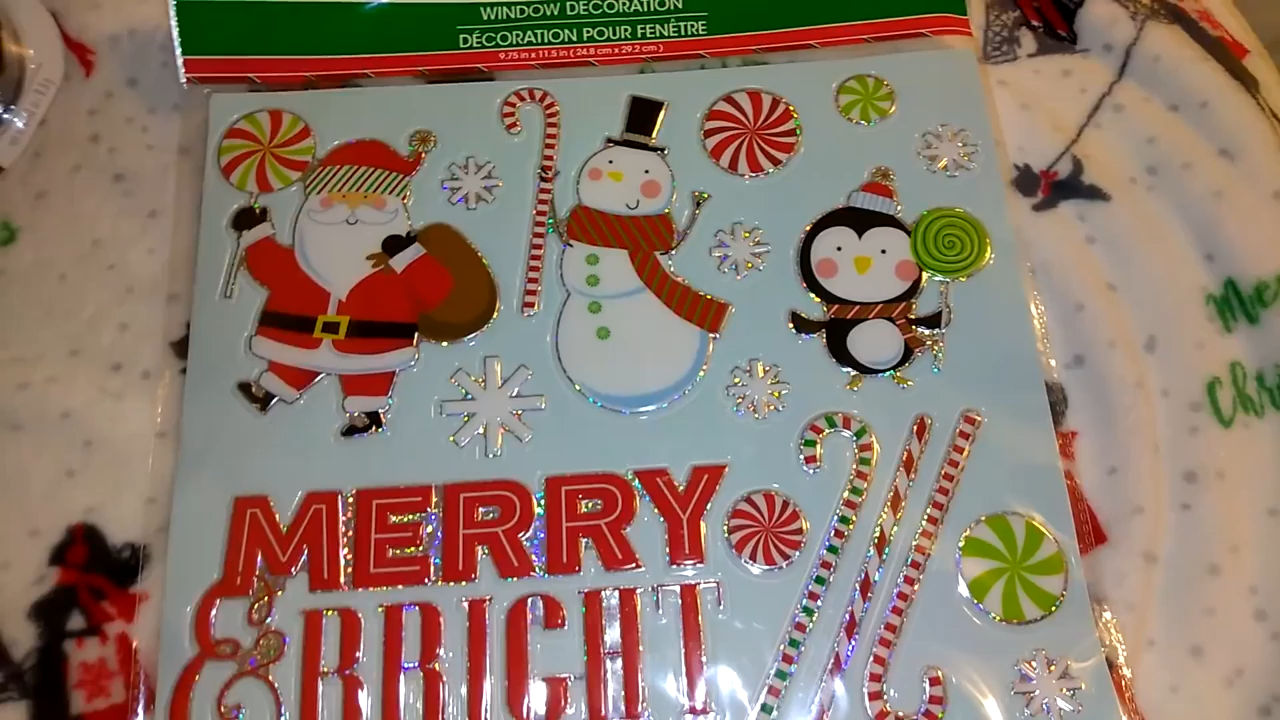 WINDOW DECORATION
DÉCORATION POUR FENÊTRE
9.75 in x 11.5 in ( 24.8 cm x 29.2 cm )
MERRY
& BRIGHT